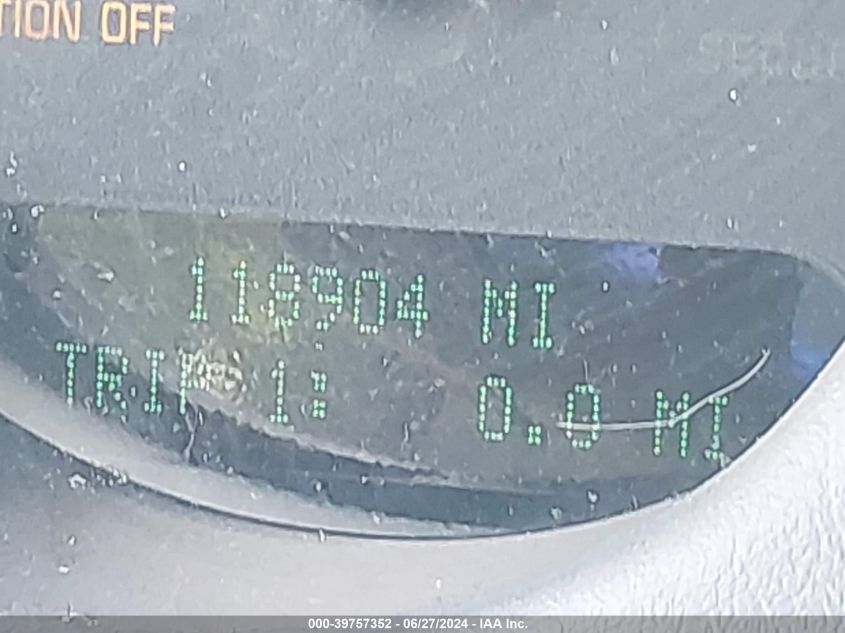 TION OFF
118904 MI
TRIP 1: 0.0 MI
000-39757352 - 06/27/2024 - IAA Inc.